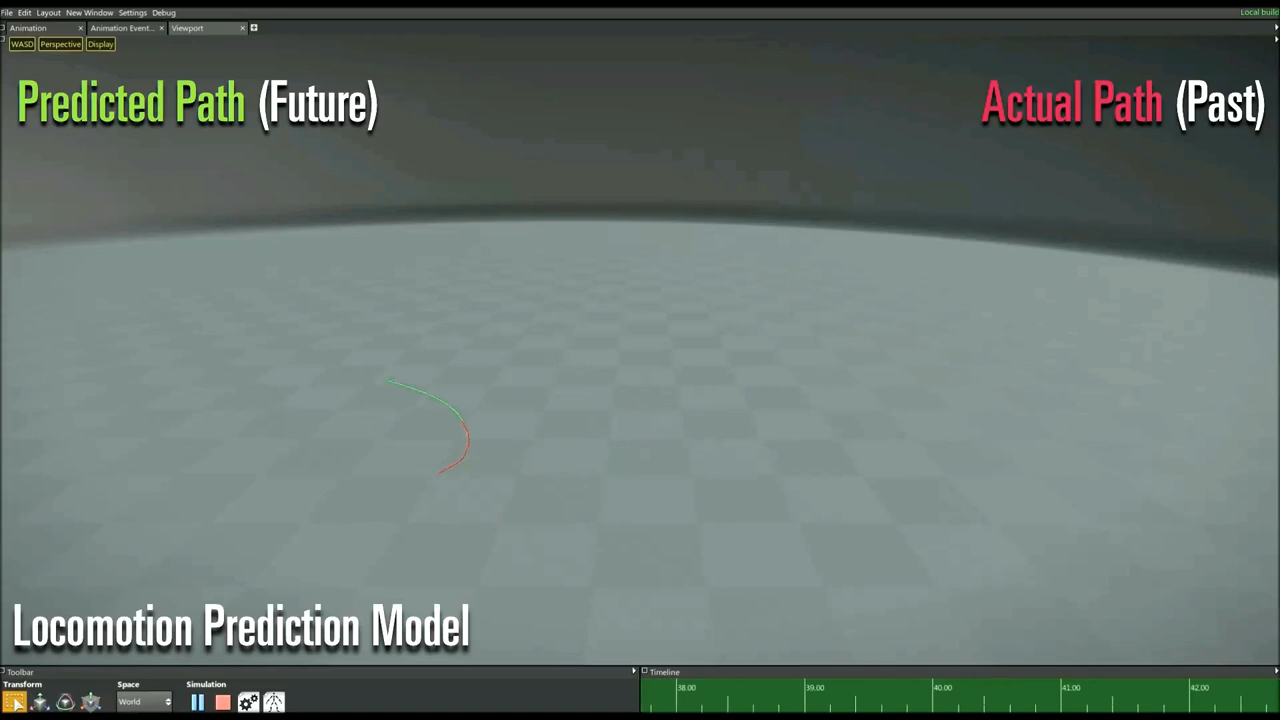 File Edit Layout New Window Settings Debug
Local build
Animation
Animation Event...
Viewport
WASD Perspective Display
Predicted Path (Future)
Actual Path (Past)
Locomotion Prediction Model
Toolbar
Timeline
Transform
Space
Simulation
World
38.00
39.00
40.00
41.00
42.00